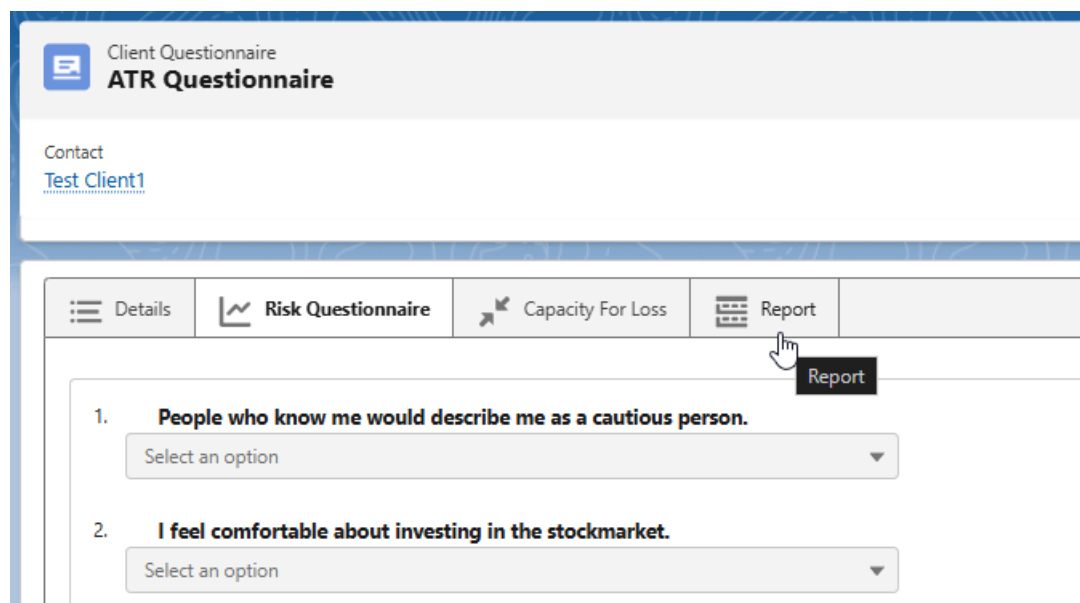 Client Questionnaire
ATR Questionnaire
Contact
Test Client1
Details Risk Questionnaire Capacity For Loss Report
Report
1. People who know me would describe me as a cautious person.
Select an option
2. I feel comfortable about investing in the stockmarket.
Select an option